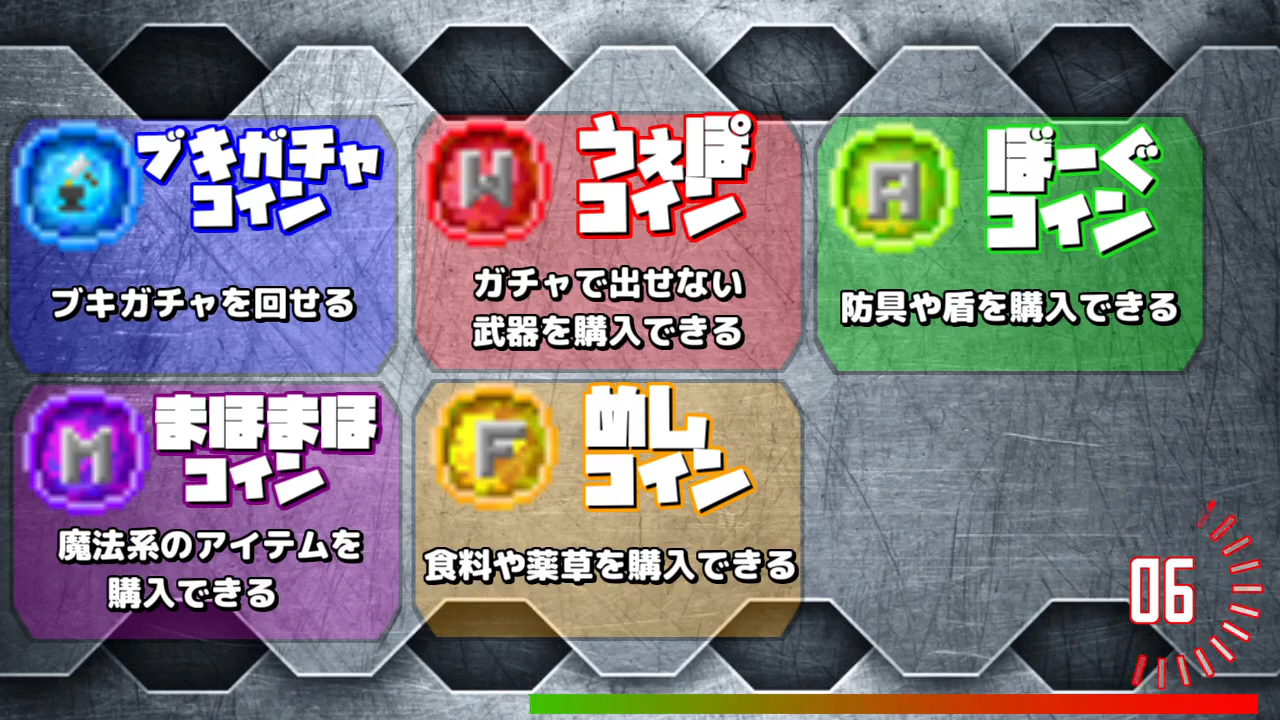 ブキガチャ
コイン
ブキガチャを回せる
W
うぇぽ
コイン
ガチャで出せない
武器を購入できる
A
ぼーぐ
コイン
防具や盾を購入できる
M
まほまほ
コイン
魔法系のアイテムを
購入できる
F
めし
コイン
食料や薬草を購入できる
06